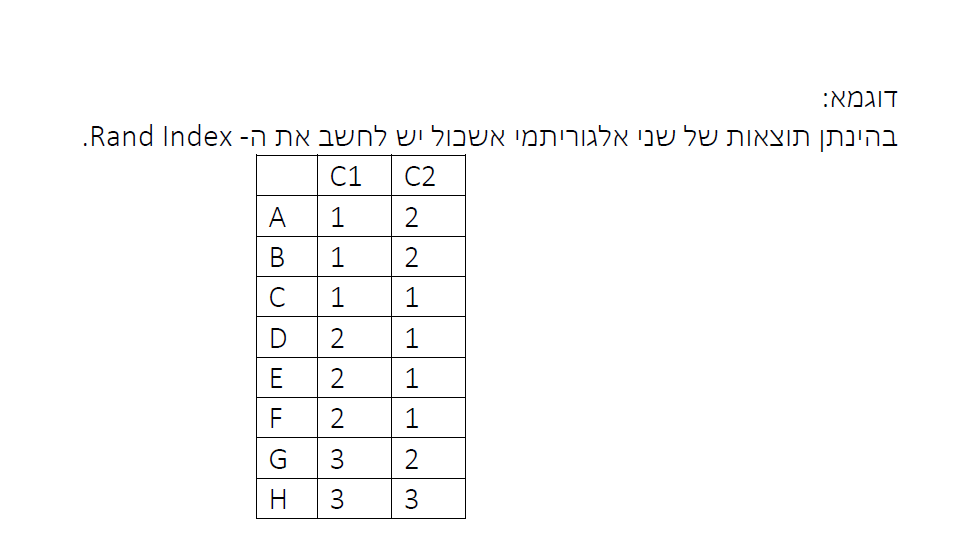 דוגמא:
בהינתן תוצאות של שני אלגוריתמי אשכול יש לחשב את ה- Rand Index.
C1 C2
A 1 2
B 1 2
C 1 1
D 2 1
E 2 1
F 2 1
G 3 2
H 3 3